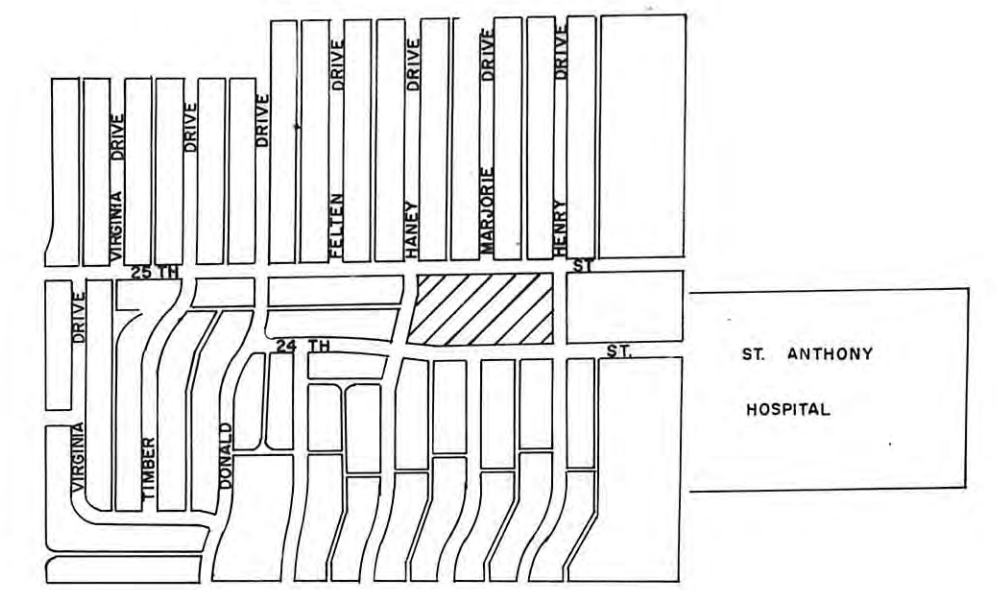 VIRGINIA DRIVE
DRIVE
DRIVE
FELTEN DRIVE
HANEY DRIVE
MARJORIE DRIVE
HENRY DRIVE
25 TH ST
VIRGINIA DRIVE
TIMBER
DONALD
24 TH ST.
ST. ANTHONY
HOSPITAL